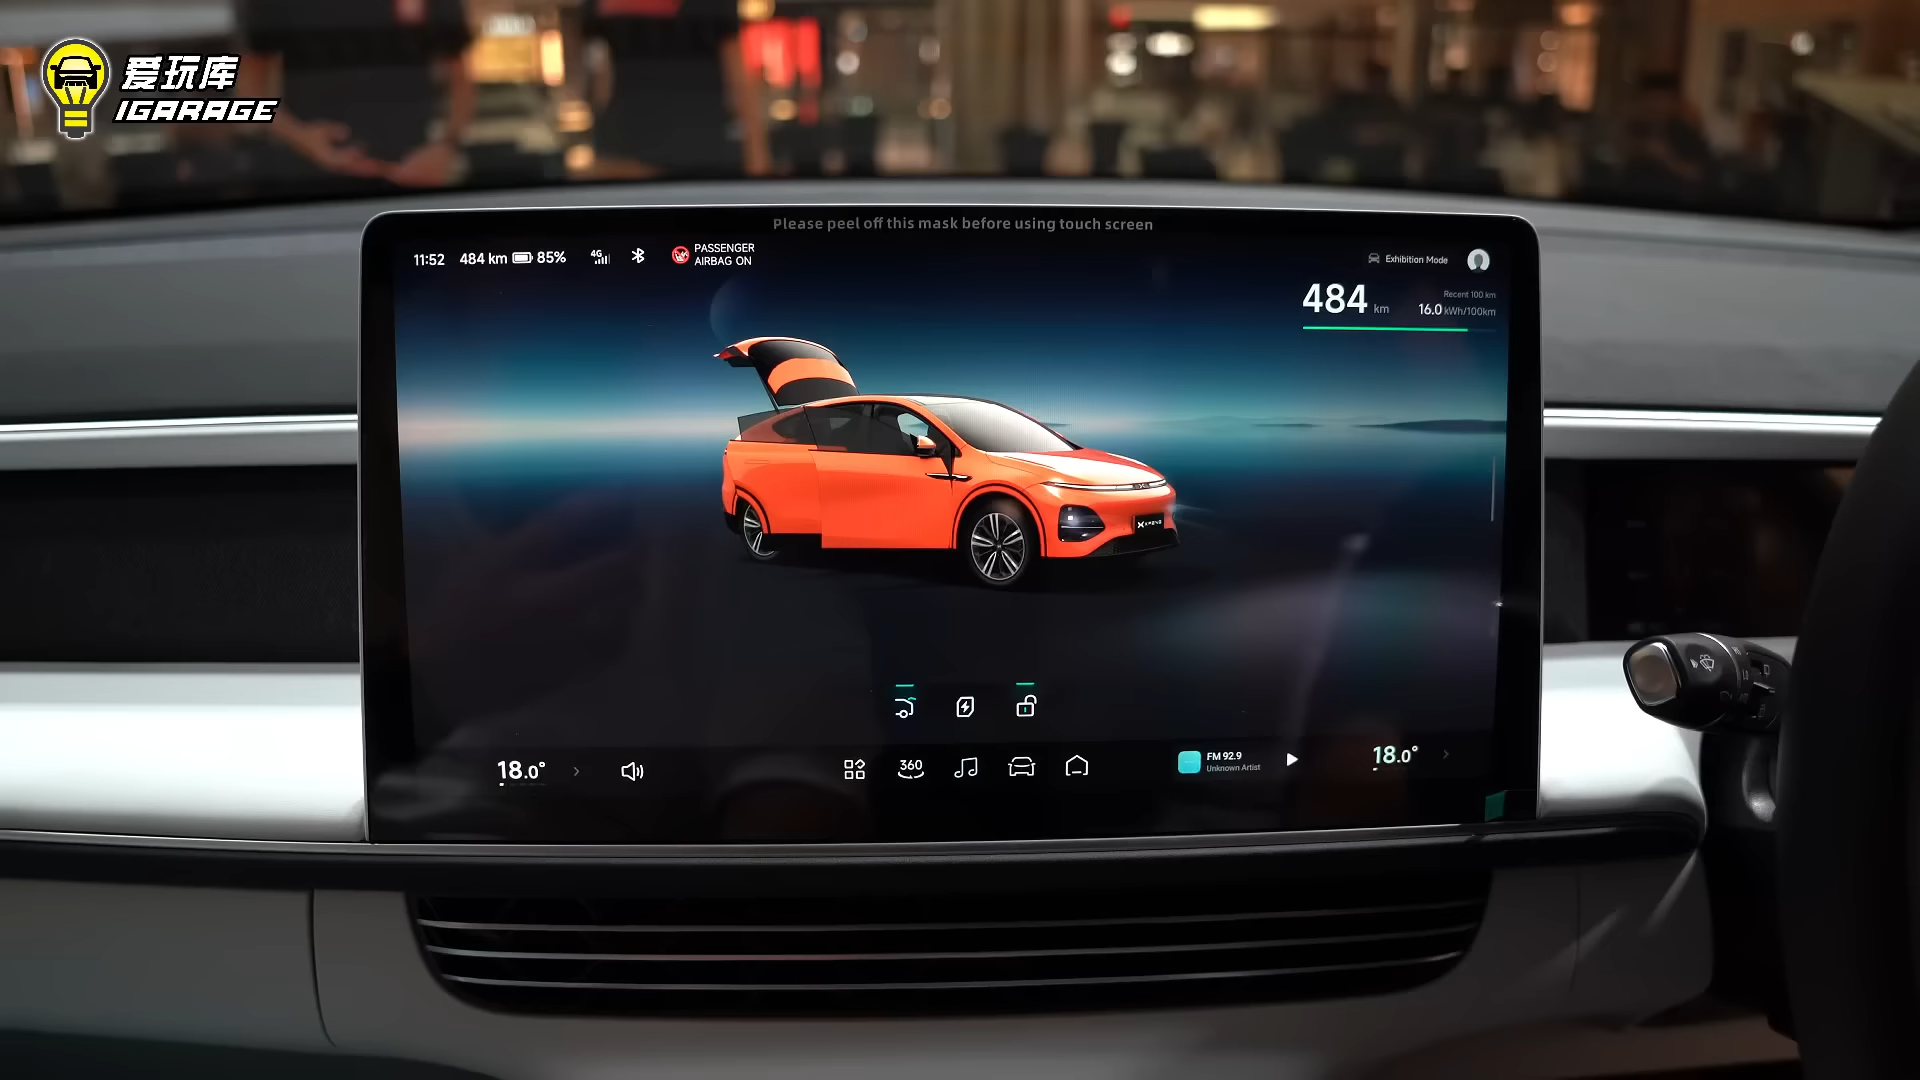 爱玩库
IGARAGE
Please peel off this mask before using touch screen
11:52 484 km 85% 4G
PASSENGER
AIRBAG ON
Exhibition Mode
484 km
Recent 100 km
16.0 kWh/100km
XPENG
18.0°
360
FM 92.9
Unknown Artist
18.0°